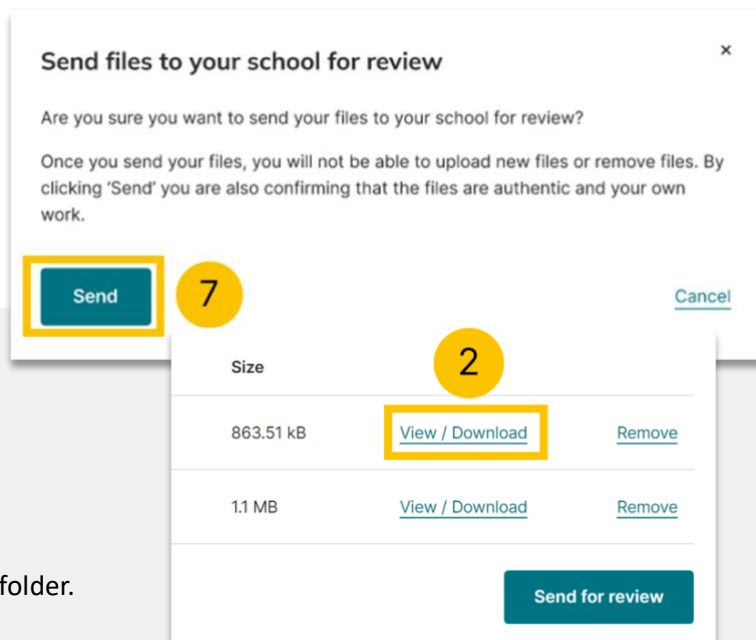 Send files to your school for review
×
Are you sure you want to send your files to your school for review?
Once you send your files, you will not be able to upload new files or remove files. By
clicking ‘Send’ you are also confirming that the files are authentic and your own
work.
Send 7 Cancel
Size 2
863.51 kB View / Download Remove
1.1 MB View / Download Remove
folder.
Send for review